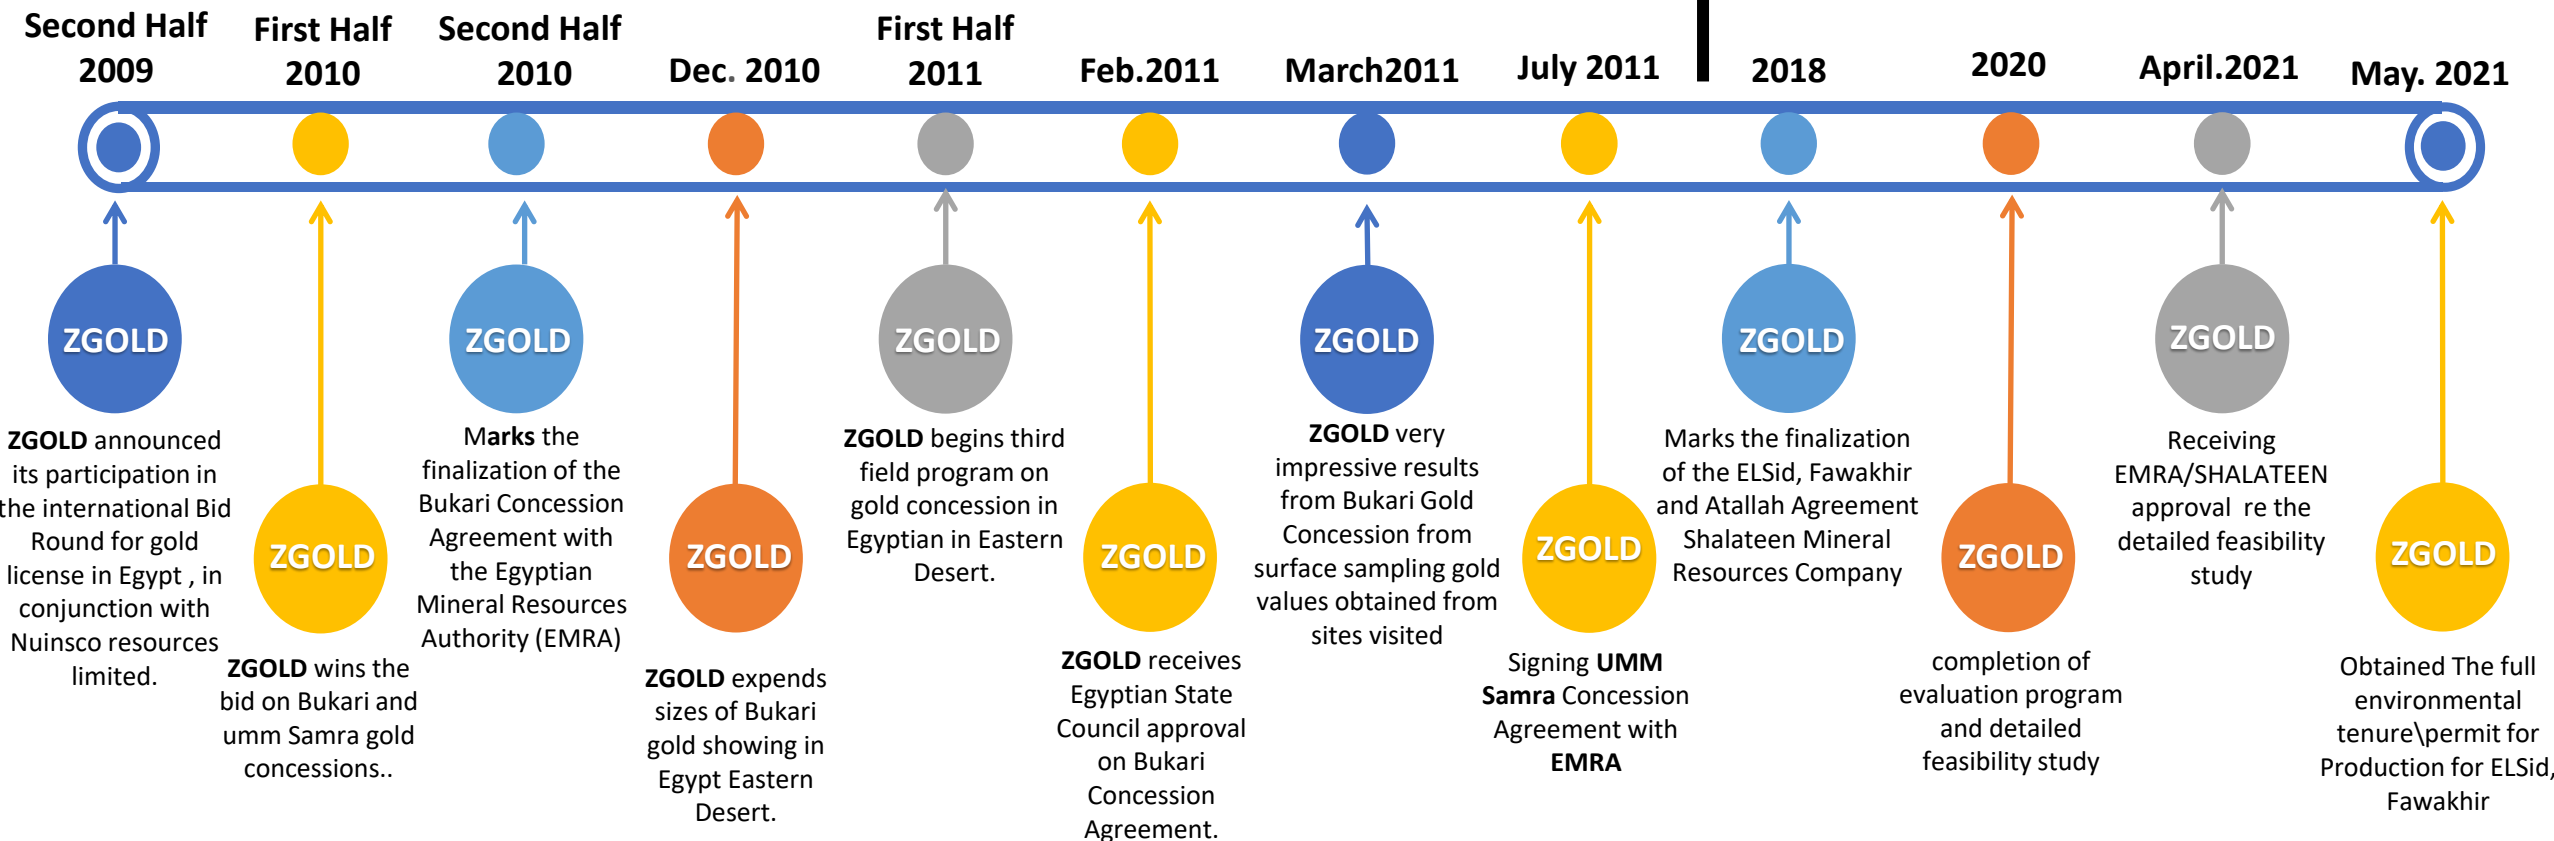 Second Half
2009
First Half
2010
Second Half
2010
Dec. 2010
First Half
2011
Feb.2011
March2011
July 2011
2018
2020
April.2021
May. 2021
ZGOLD
ZGOLD announced
its participation in
the international Bid
Round for gold
license in Egypt , in
conjunction with
Nuinsco resources
limited.
ZGOLD
ZGOLD wins the
bid on Bukari and
umm Samra gold
concessions..
ZGOLD
Marks the
finalization of the
Bukari Concession
Agreement with
the Egyptian
Mineral Resources
Authority (EMRA)
ZGOLD
ZGOLD expends
sizes of Bukari
gold showing in
Egypt Eastern
Desert.
ZGOLD
ZGOLD begins third
field program on
gold concession in
Egyptian in Eastern
Desert.
ZGOLD
ZGOLD receives
Egyptian State
Council approval
on Bukari
Concession
Agreement.
ZGOLD
ZGOLD very
impressive results
from Bukari Gold
Concession from
surface sampling gold
values obtained from
sites visited
ZGOLD
Signing UMM
Samra Concession
Agreement with
EMRA
ZGOLD
Marks the finalization
of the ELSid, Fawakhir
and Atallah Agreement
Shalateen Mineral
Resources Company
ZGOLD
completion of
evaluation program
and detailed
feasibility study
ZGOLD
Receiving
EMRA/SHALATEEN
approval re the
detailed feasibility
study
ZGOLD
Obtained The full
environmental
tenure\permit for
Production for ELSid,
Fawakhir